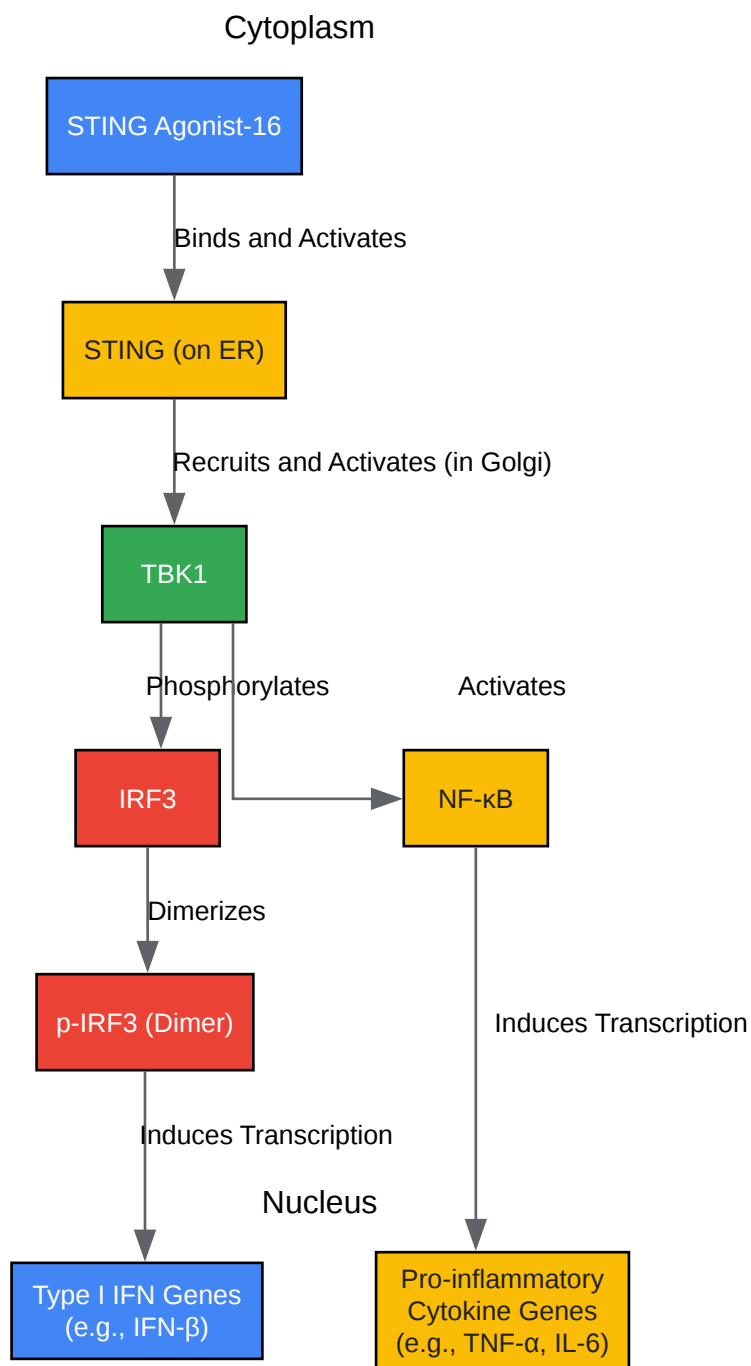 Cytoplasm
STING Agonist-16
Binds and Activates
STING (on ER)
Recruits and Activates (in Golgi)
TBK1
Phosphorylates
Activates
IRF3
NF-κB
Dimerizes
p-IRF3 (Dimer)
Induces Transcription
Induces Transcription
Nucleus
Type I IFN Genes
(e.g., IFN-β)
Pro-inflammatory
Cytokine Genes
(e.g., TNF-α, IL-6)